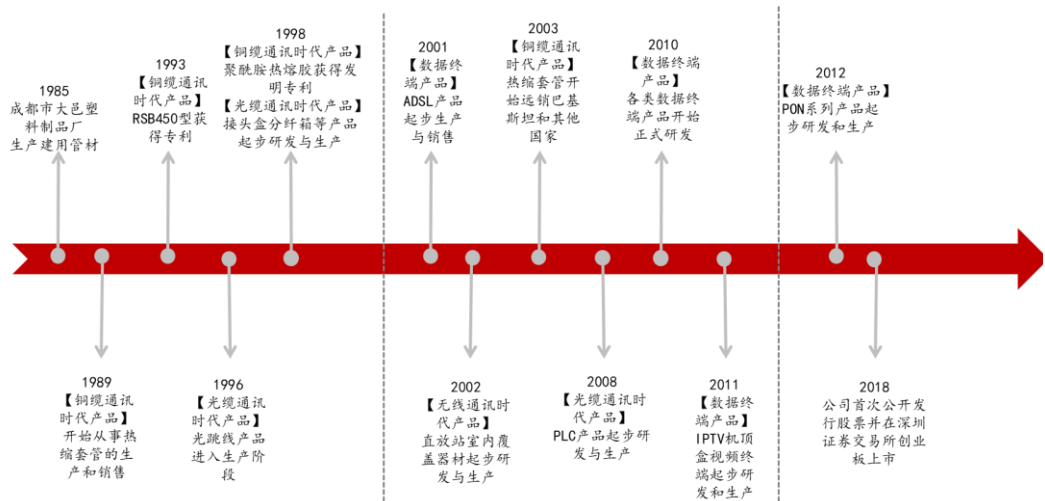 1985
成都市大邑塑
料制品厂
生产建用管材
1993
【铜缆通讯
时代产品】
RSB450型获
得专利
1998
【铜缆通讯时代产品】
聚酰胺热熔胶获得发
明专利
【光缆通讯时代产品】
接头盒分纤箱等产品
起步研发与生产
2001
【数据终
端产品】
ADSL产品
起步生产
与销售
2003
【铜缆通讯
时代产品】
热缩套管开
始远销巴基
斯坦和其他
国家
2010
【数据终端产
品】
各类数据终
端产品开始
正式研发
2012
【数据终端产品】
PON系列产品起
步研发和生产
1989
【铜缆通讯
时代产品】
开始从事热
缩套管的生
产和销售
1996
【光缆通讯
时代产品】
光跳线产品
进入生产阶
段
2002
【无线通讯时
代产品】
直放站室内覆
盖器材起步研
发与生产
2008
【光缆通讯时
代产品】
PLC产品起步研
发与生产
2011
【数据终
端产品】
IPTV机顶
盒视频终
端起步研
发和生产
2018
公司首次公开发
行股票并在深圳
证券交易所创业
板上市